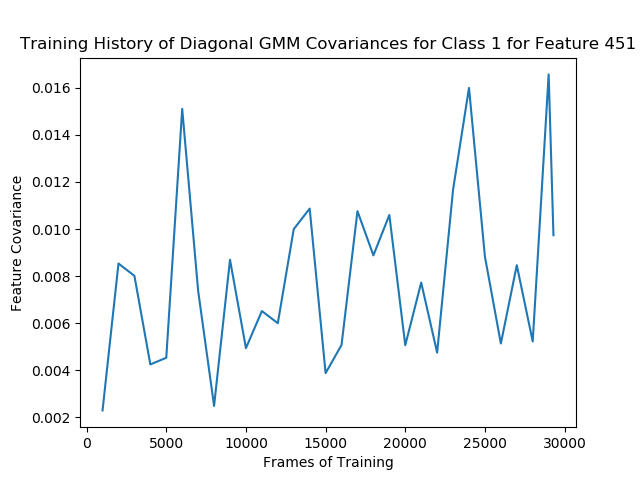 Training History of Diagonal GMM Covariances for Class 1 for Feature 451
0.016
0.014
0.012
0.010
0.008
0.006
0.004
0.002
Feature Covariance
0 5000 10000 15000 20000 25000 30000
Frames of Training